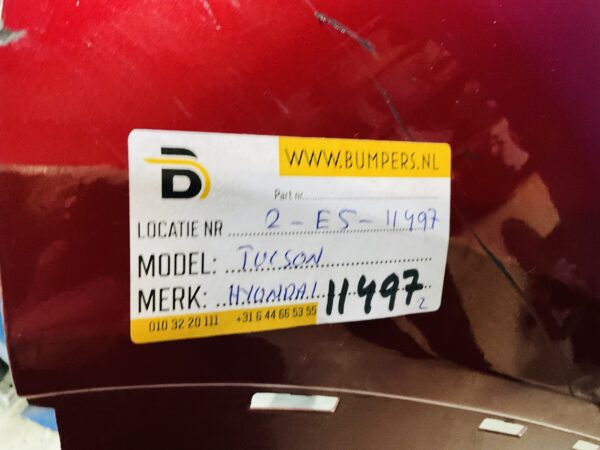 B
WWW.BUMPERS.NL
Part nr.
LOCATIE NR 2-E5-11497
MODEL: TUCSON
MERK: HYUNDAI 11497 2
010 32 20 111 +31 6 44 66 53 55